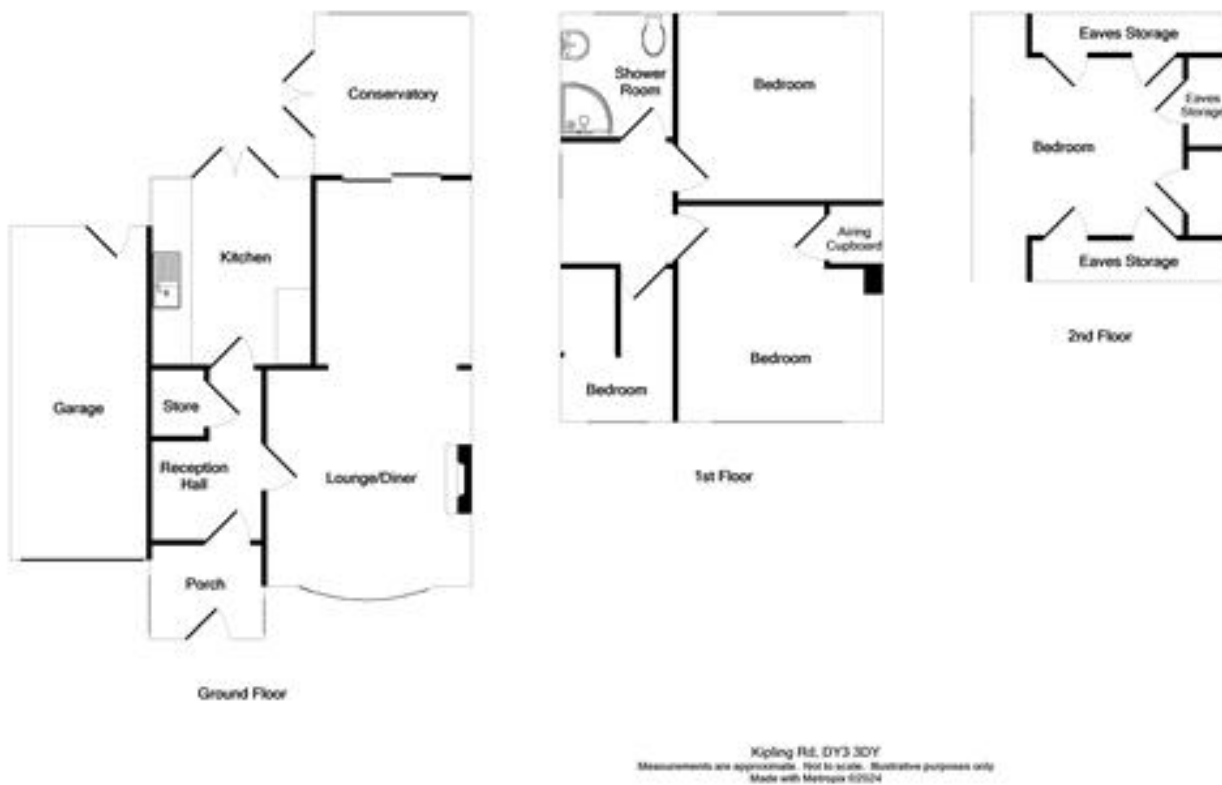 Conservatory
Kitchen
Garage
Store
Reception
Hall
Lounge/Diner
Porch
Ground Floor
Shower
Room
Bedroom
Airing
Cupboard
Bedroom
Bedroom
1st Floor
Eaves Storage
Eaves
Storage
Bedroom
Eaves Storage
2nd Floor
Kipling Rd, DY3 3DY
Measurements are approximate. Not to scale. Illustrative purposes only
Made with Metropix ©2024